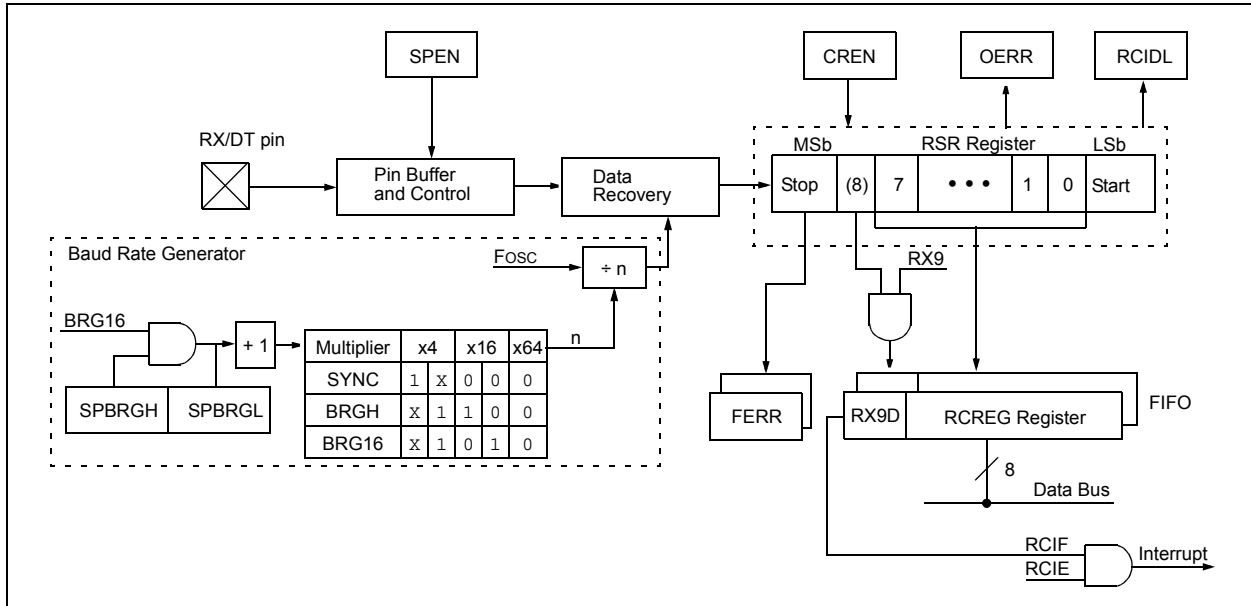 SPEN
CREN
OERR
RCIDL
RX/DT pin
Pin Buffer
and Control
Data
Recovery
MSb
RSR Register
LSb
Stop (8) 7 • • • 1 0 Start
Baud Rate Generator
FOSC
÷ n
RX9
BRG16
+ 1
n
Multiplier x4 x16 x64
SYNC 1 X 0 0 0
BRGH X 1 1 0 0
BRG16 X 1 0 1 0
SPBRGH SPBRGL
FERR
RX9D RCREG Register
FIFO
8
Data Bus
RCIF
RCIE
Interrupt